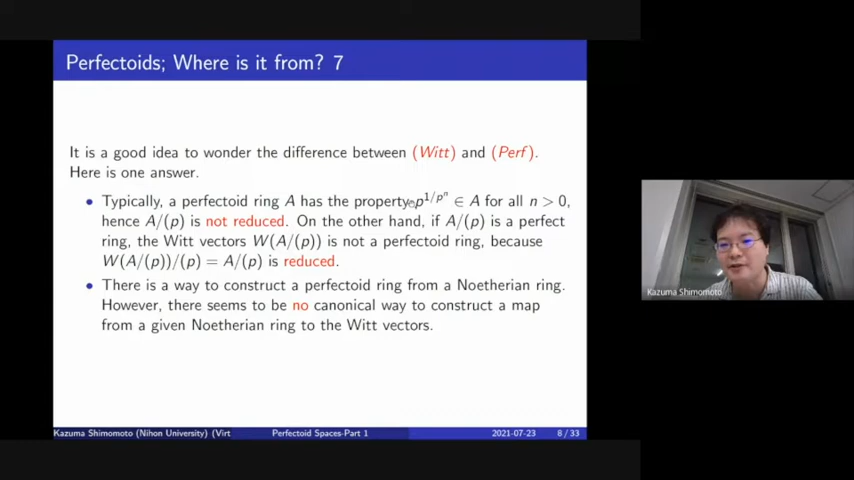 Perfectoids; Where is it from? 7
It is a good idea to wonder the difference between (Witt) and (Perf).
Here is one answer.
• Typically, a perfectoid ring A has the property p^{1/p^n} ∈ A for all n > 0,
hence A/(p) is not reduced. On the other hand, if A/(p) is a perfect
ring, the Witt vectors W(A/(p)) is not a perfectoid ring, because
W(A/(p))/(p) = A/(p) is reduced.
• There is a way to construct a perfectoid ring from a Noetherian ring.
However, there seems to be no canonical way to construct a map
from a given Noetherian ring to the Witt vectors.
Kazuma Shimomoto
Kazuma Shimomoto (Nihon University) (Virt
Perfectoid Spaces-Part 1
2021-07-23
8 / 33